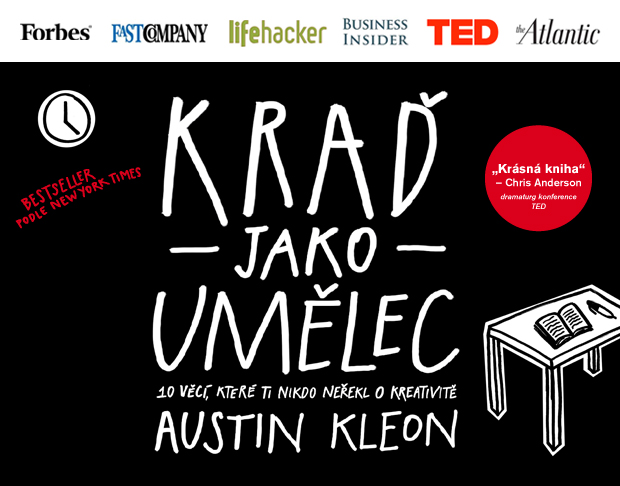 Forbes FAST COMPANY lifehacker BUSINESS INSIDER TED the Atlantic
BESTSELLER
PODLE NEW YORK TIMES
KRAĎ
— JAKO —
UMĚLEC
10 VĚCÍ, KTERÉ TI NIKDO NEŘEKL O KREATIVITĚ
AUSTIN KLEON
„Krásná kniha“
– Chris Anderson
dramaturg konference
TED